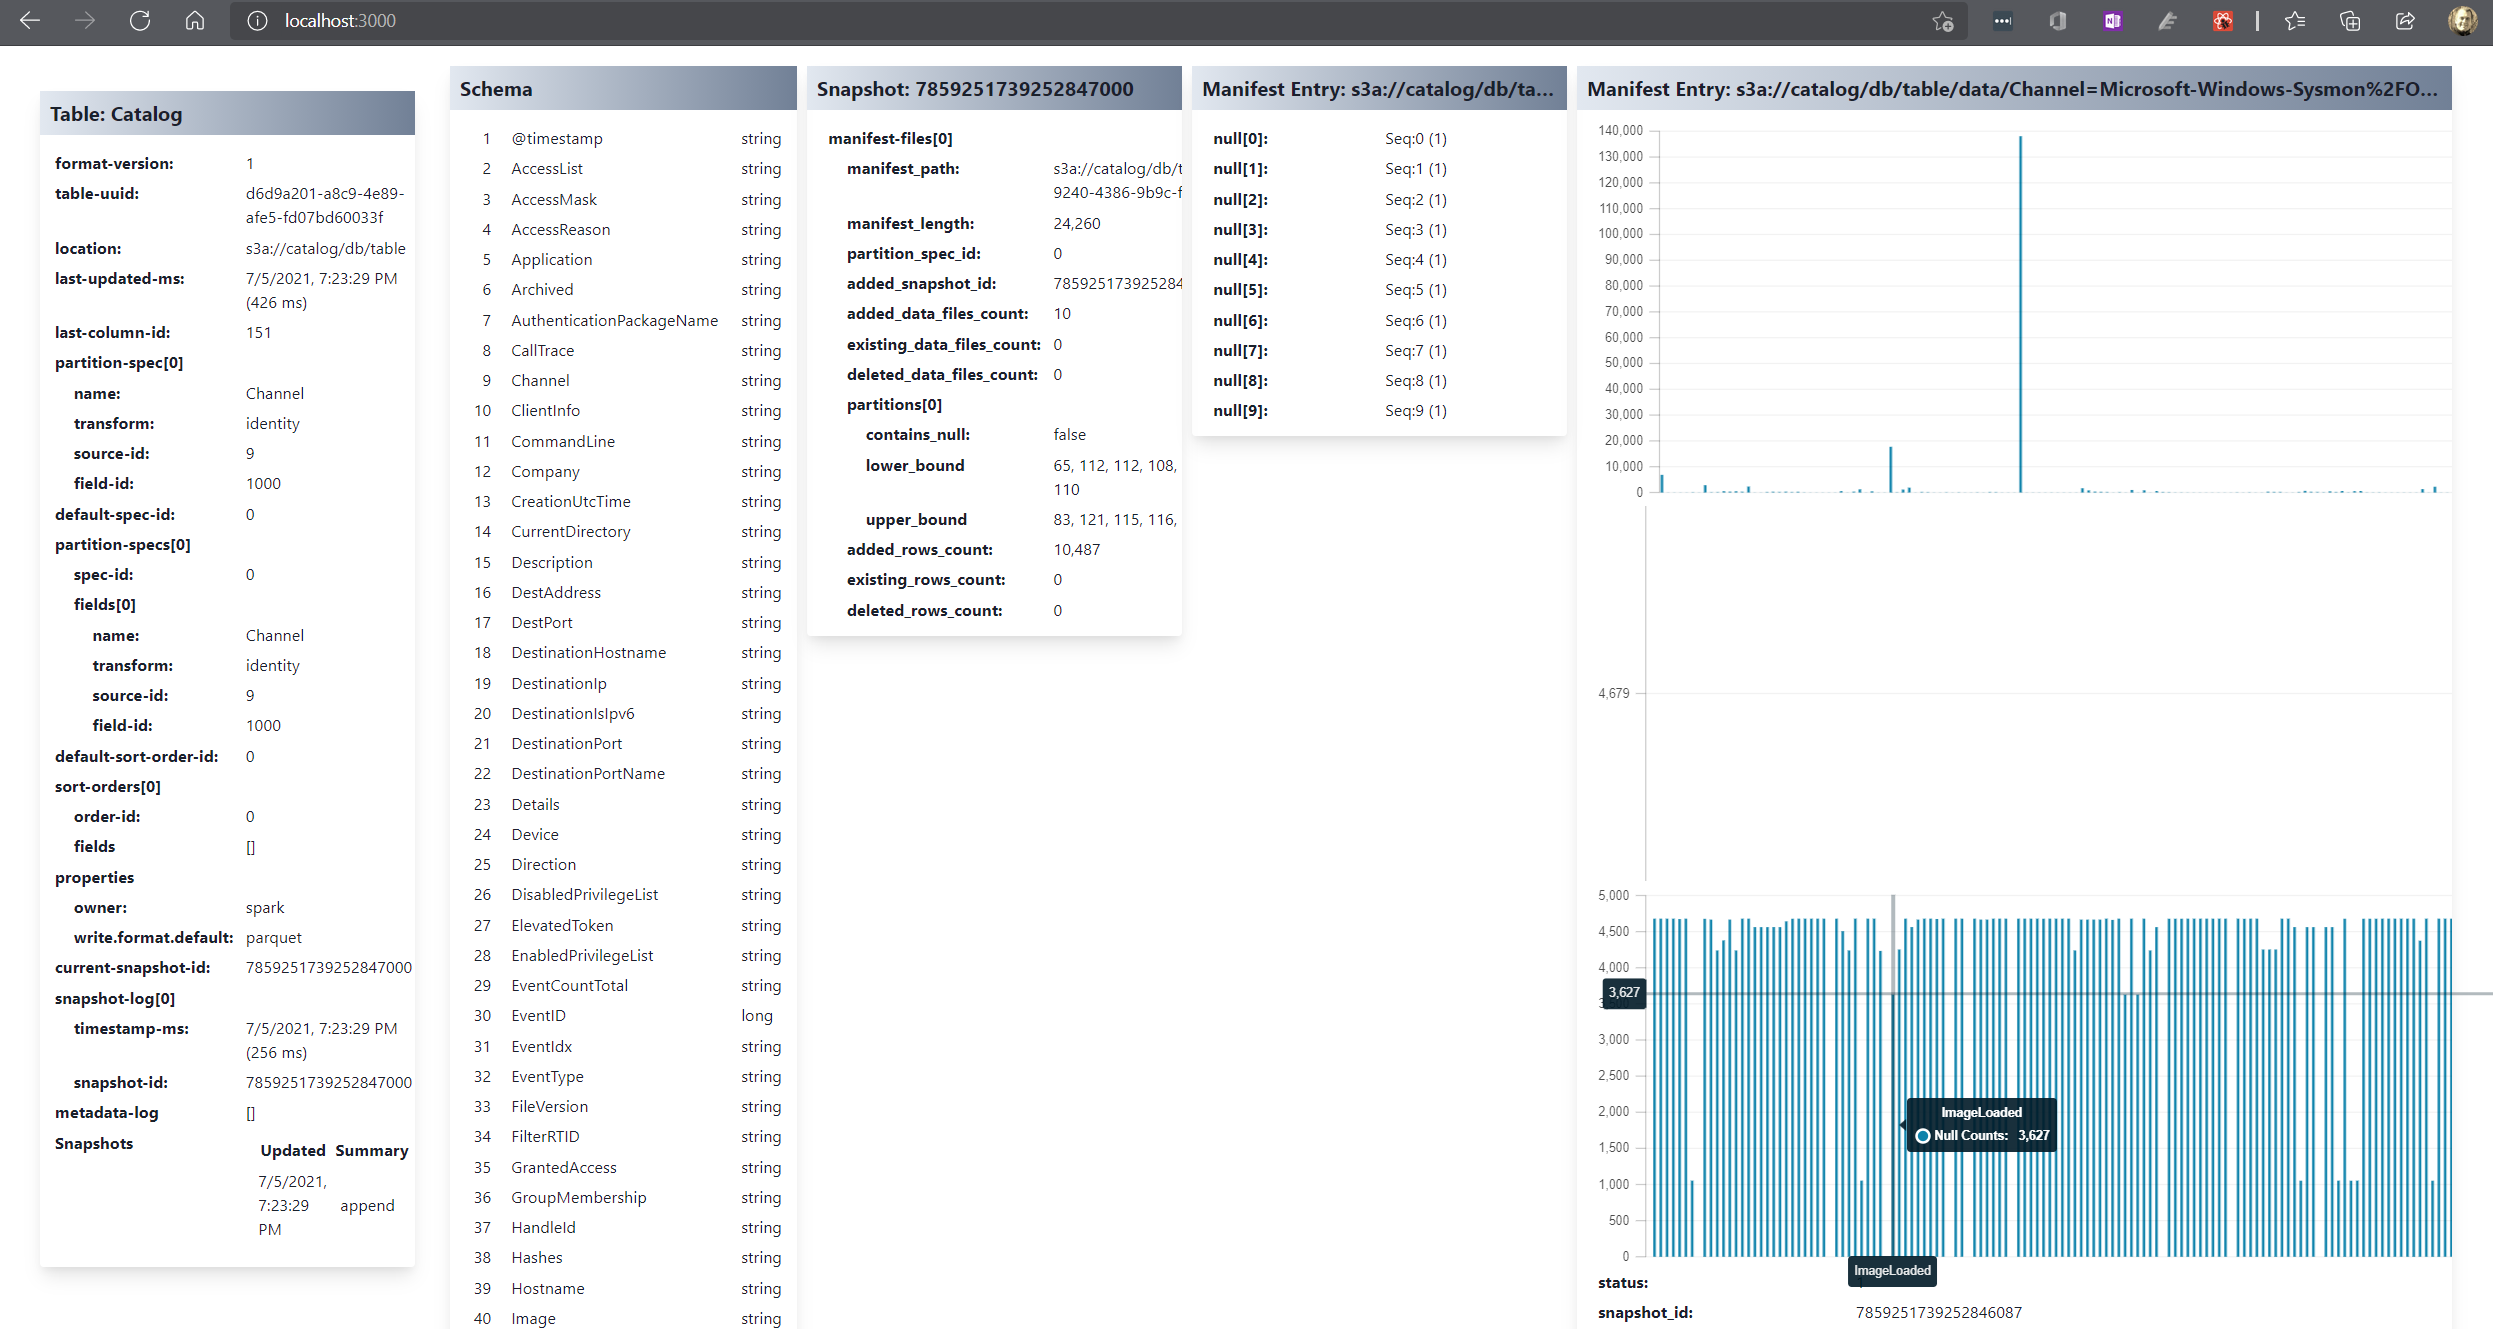 localhost:3000
Table: Catalog
format-version: 1
table-uuid: d6d9a201-a8c9-4e89-
afe5-fd07bd60033f
location: s3a://catalog/db/table
last-updated-ms: 7/5/2021, 7:23:29 PM
(426 ms)
last-column-id: 151
partition-spec[0]
name: Channel
transform: identity
source-id: 9
field-id: 1000
default-spec-id: 0
partition-specs[0]
spec-id: 0
fields[0]
name: Channel
transform: identity
source-id: 9
field-id: 1000
default-sort-order-id: 0
sort-orders[0]
order-id: 0
fields []
properties
owner: spark
write.format.default: parquet
current-snapshot-id: 7859251739252847000
snapshot-log[0]
timestamp-ms: 7/5/2021, 7:23:29 PM
(256 ms)
snapshot-id: 7859251739252847000
metadata-log []
Snapshots
Updated Summary
7/5/2021,
7:23:29 append
PM
Schema
1 @timestamp string
2 AccessList string
3 AccessMask string
4 AccessReason string
5 Application string
6 Archived string
7 AuthenticationPackageName string
8 CallTrace string
9 Channel string
10 ClientInfo string
11 CommandLine string
12 Company string
13 CreationUtcTime string
14 CurrentDirectory string
15 Description string
16 DestAddress string
17 DestPort string
18 DestinationHostname string
19 DestinationIp string
20 DestinationIsIpv6 string
21 DestinationPort string
22 DestinationPortName string
23 Details string
24 Device string
25 Direction string
26 DisabledPrivilegeList string
27 ElevatedToken string
28 EnabledPrivilegeList string
29 EventCountTotal string
30 EventID long
31 EventIdx string
32 EventType string
33 FileVersion string
34 FilterRTID string
35 GrantedAccess string
36 GroupMembership string
37 HandleId string
38 Hashes string
39 Hostname string
40 Image string
Snapshot: 7859251739252847000
manifest-files[0]
manifest_path: s3a://catalog/db/t
9240-4386-9b9c-f
manifest_length: 24,260
partition_spec_id: 0
added_snapshot_id: 785925173925284
added_data_files_count: 10
existing_data_files_count: 0
deleted_data_files_count: 0
partitions[0]
contains_null: false
lower_bound 65, 112, 112, 108,
110
upper_bound 83, 121, 115, 116,
added_rows_count: 10,487
existing_rows_count: 0
deleted_rows_count: 0
Manifest Entry: s3a://catalog/db/ta...
null[0]: Seq:0 (1)
null[1]: Seq:1 (1)
null[2]: Seq:2 (1)
null[3]: Seq:3 (1)
null[4]: Seq:4 (1)
null[5]: Seq:5 (1)
null[6]: Seq:6 (1)
null[7]: Seq:7 (1)
null[8]: Seq:8 (1)
null[9]: Seq:9 (1)
Manifest Entry: s3a://catalog/db/table/data/Channel=Microsoft-Windows-Sysmon%2FO...
140,000
130,000
120,000
110,000
100,000
90,000
80,000
70,000
60,000
50,000
40,000
30,000
20,000
10,000
0
4,679
5,000
4,500
4,000
3,627
3,000
2,500
2,000
1,500
1,000
500
0
ImageLoaded
Null Counts: 3,627
ImageLoaded
status:
snapshot_id: 7859251739252846087